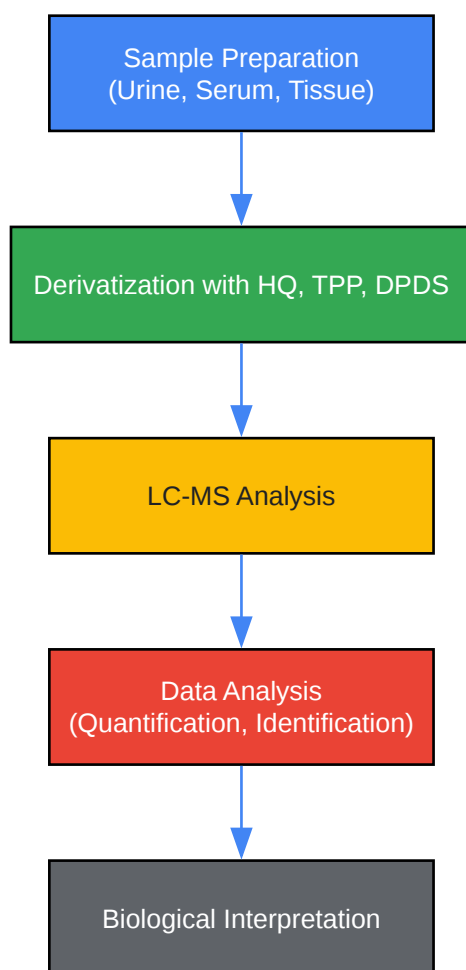 Sample Preparation
(Urine, Serum, Tissue)
Derivatization with HQ, TPP, DPDS
LC-MS Analysis
Data Analysis
(Quantification, Identification)
Biological Interpretation